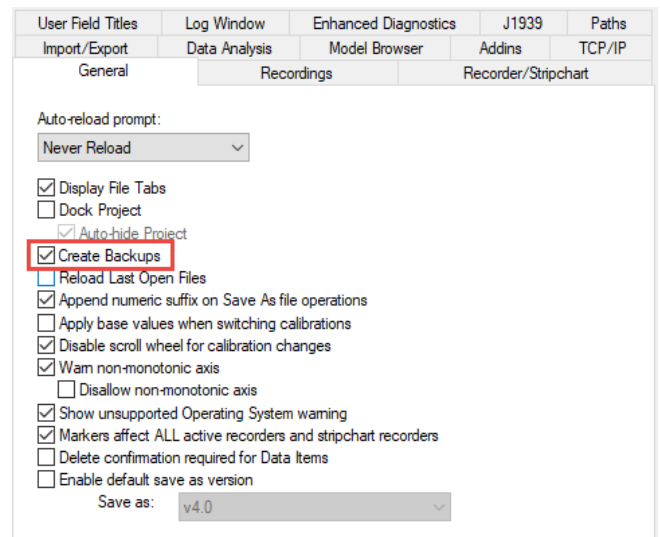 User Field Titles Log Window Enhanced Diagnostics J1939 Paths
Import/Export Data Analysis Model Browser Addins TCP/IP
General Recordings Recorder/Stripchart
Auto-reload prompt:
Never Reload
Display File Tabs
Dock Project
Auto-hide Project
Create Backups
Reload Last Open Files
Append numeric suffix on Save As file operations
Apply base values when switching calibrations
Disable scroll wheel for calibration changes
Warn non-monotonic axis
Disallow non-monotonic axis
Show unsupported Operating System warning
Markers affect ALL active recorders and stripchart recorders
Delete confirmation required for Data Items
Enable default save as version
Save as: v4.0